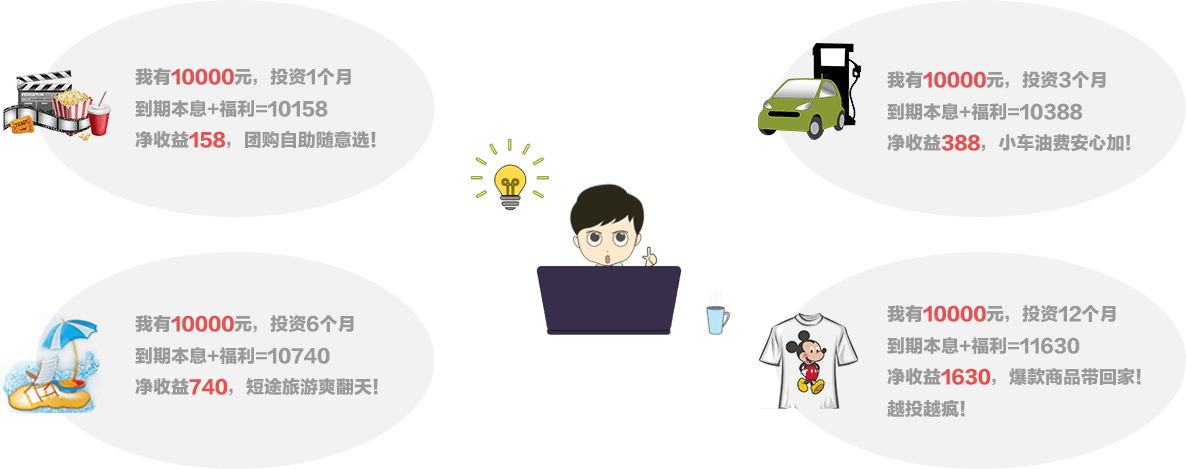 我有10000元，投资1个月
到期本息+福利=10158
净收益158，团购自助随意选！
我有10000元，投资3个月
到期本息+福利=10388
净收益388，小车油费安心加！
我有10000元，投资6个月
到期本息+福利=10740
净收益740，短途旅游爽翻天！
我有10000元，投资12个月
到期本息+福利=11630
净收益1630，爆款商品带回家！
越投越疯！